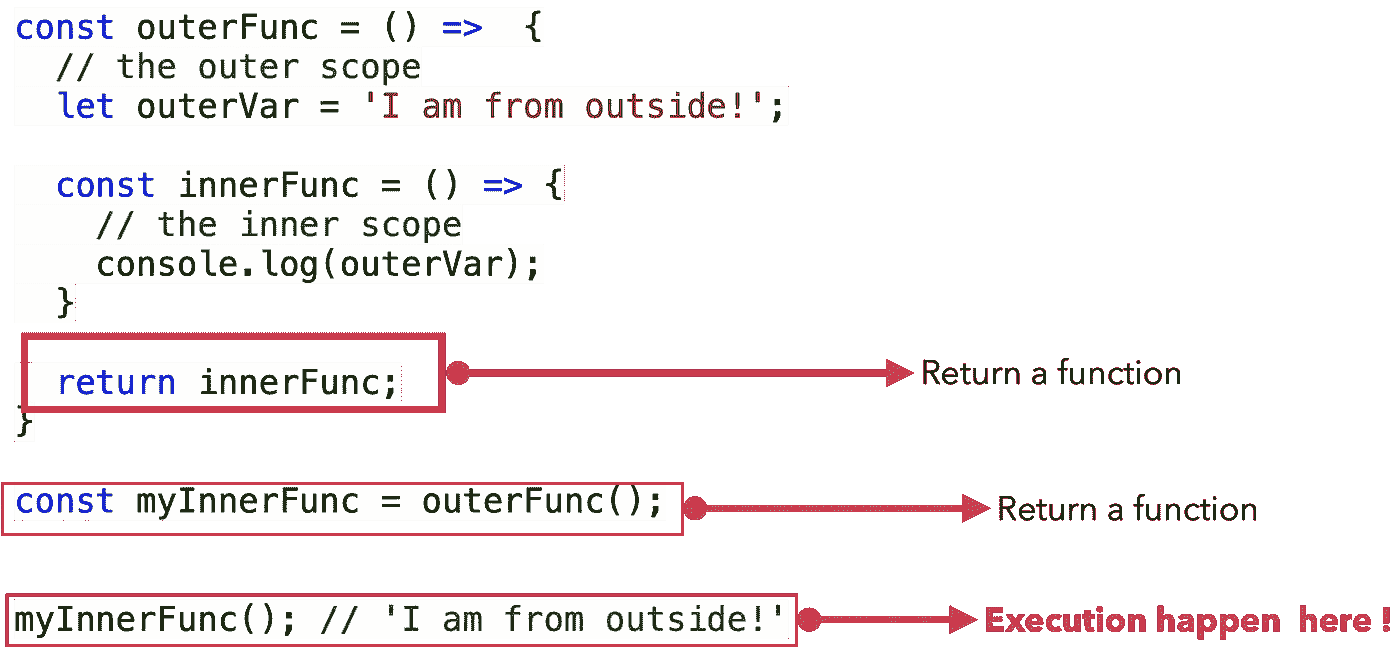 const outerFunc = () => {
// the outer scope
let outerVar = 'I am from outside!';
const innerFunc = () => {
// the inner scope
console.log(outerVar);
}
return innerFunc;
Return a function
}
const myInnerFunc = outerFunc();
Return a function
myInnerFunc(); // 'I am from outside!'
Execution happen here !